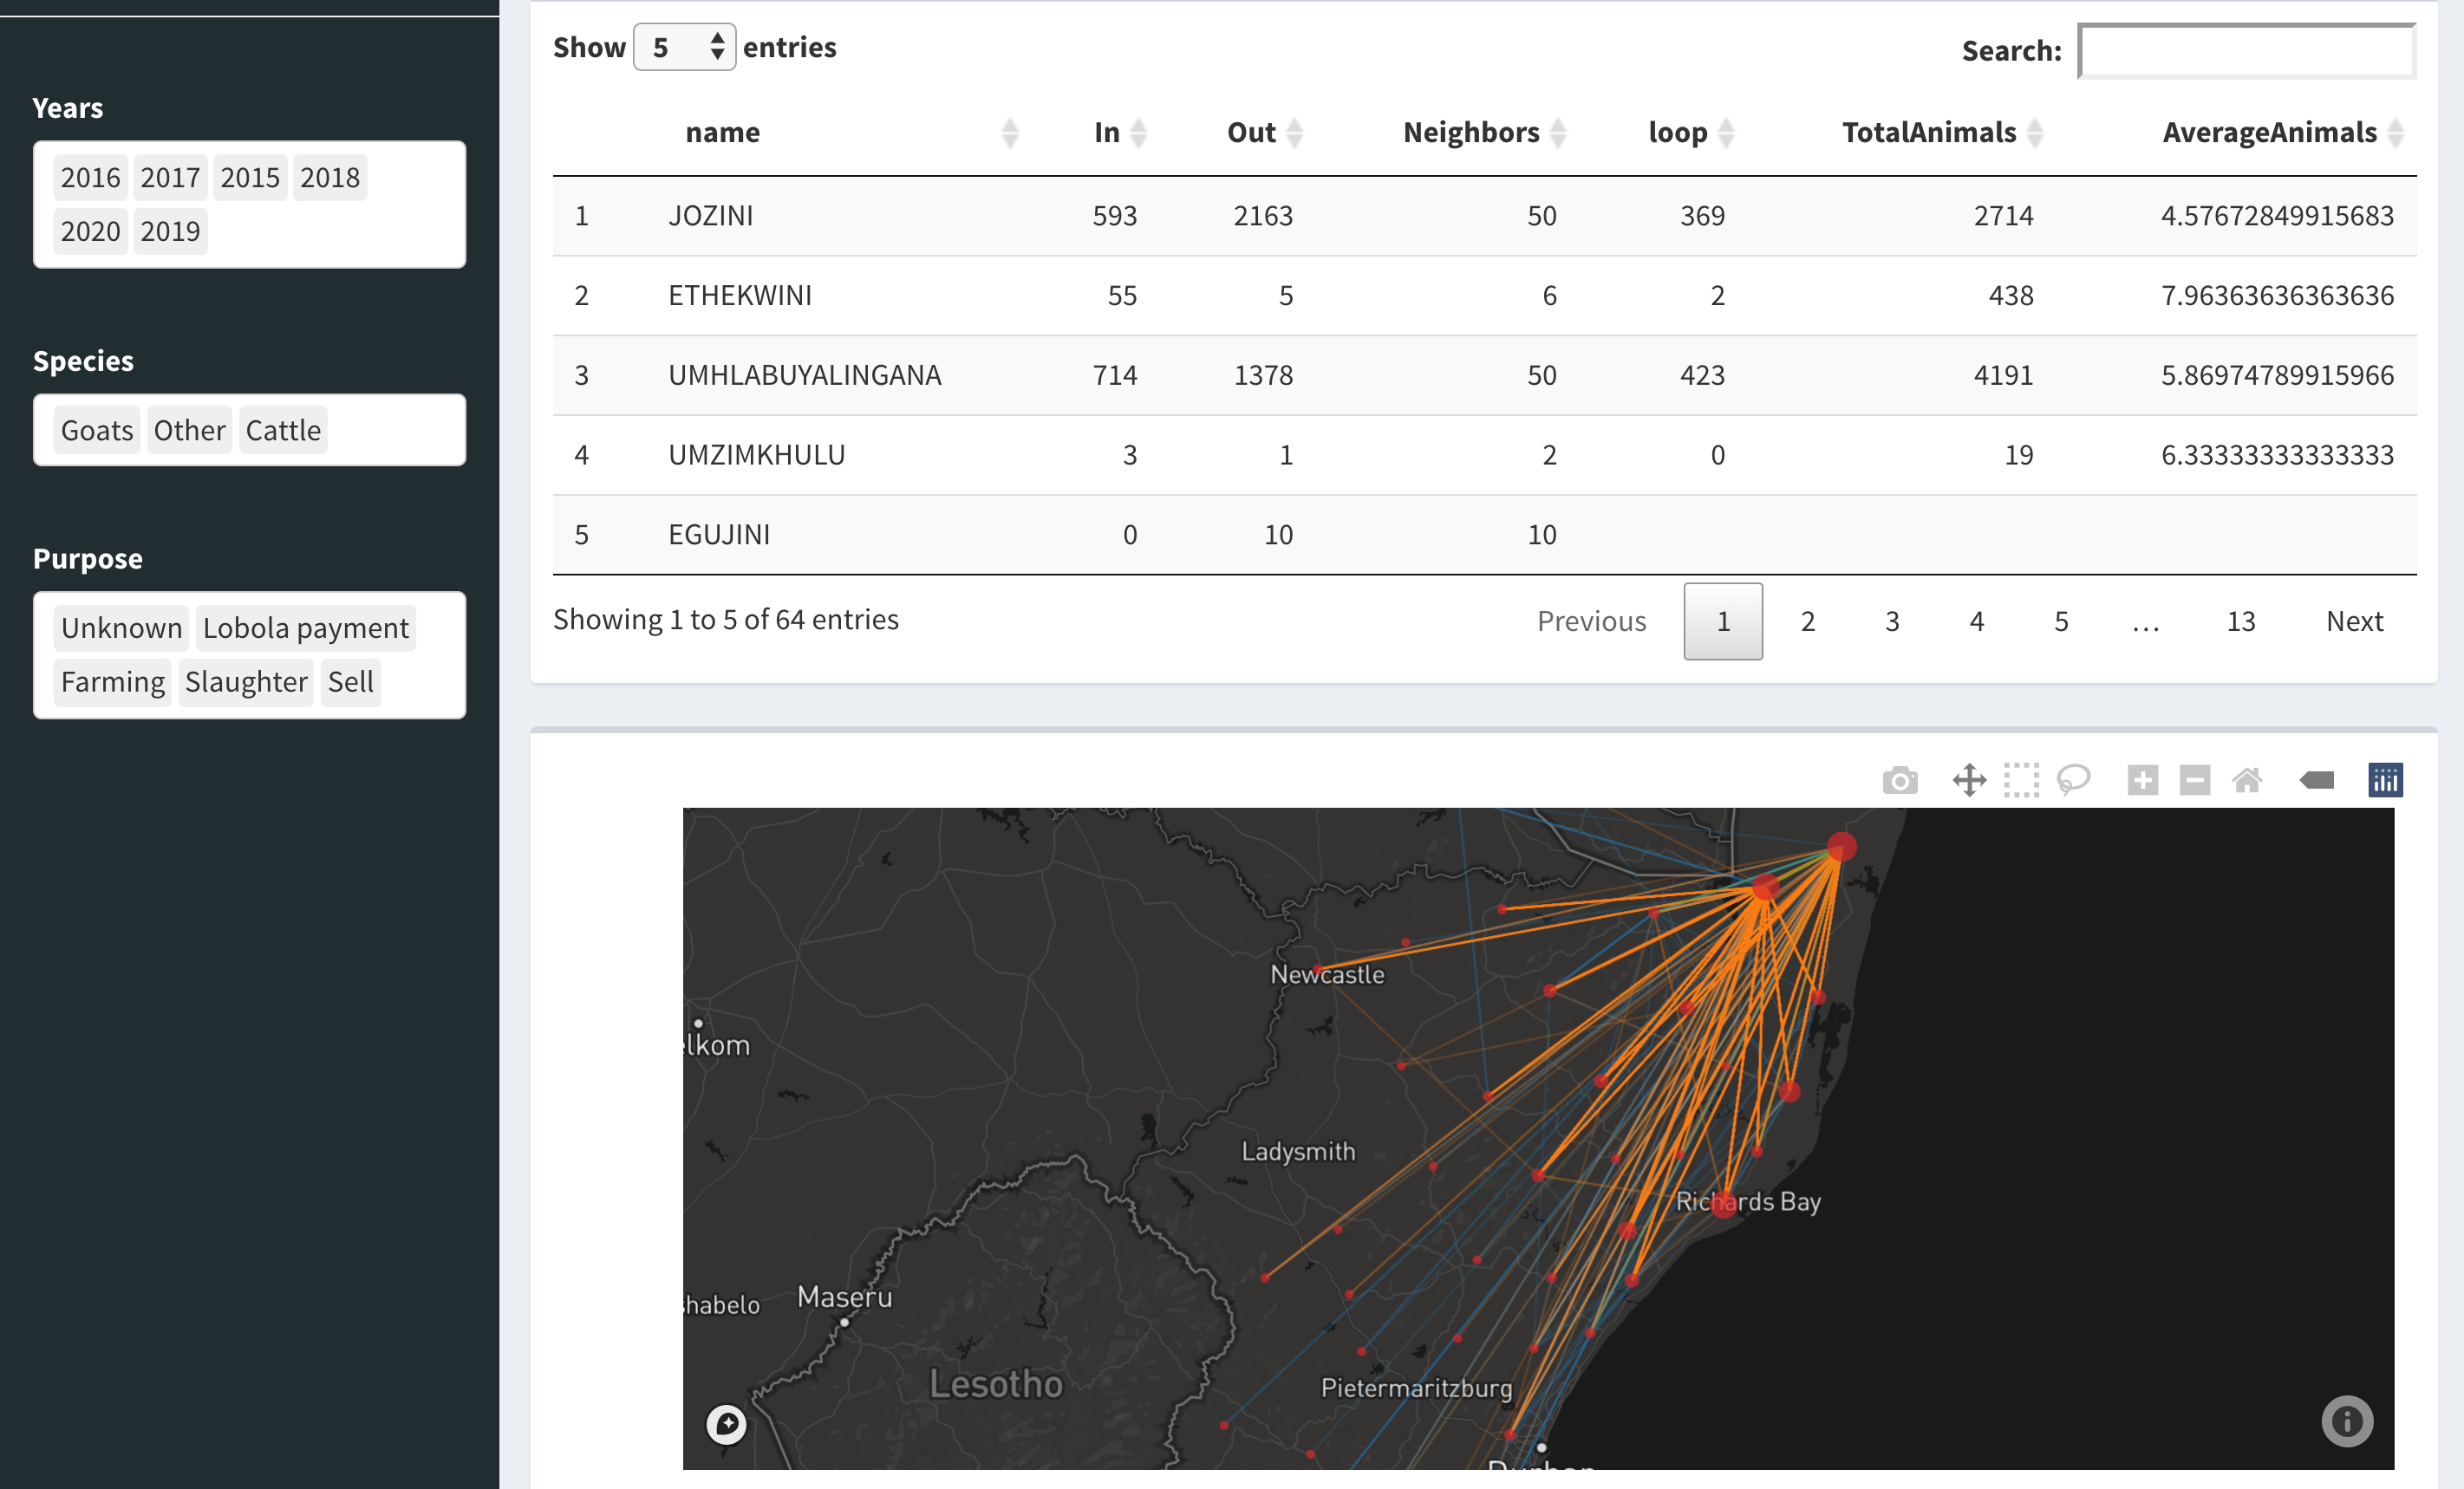 Years
2016 2017 2015 2018
2020 2019
Species
Goats Other Cattle
Purpose
Unknown Lobola payment
Farming Slaughter Sell
Show 5 entries
Search:
name In Out Neighbors loop TotalAnimals AverageAnimals
1 JOZINI 593 2163 50 369 2714 4.57672849915683
2 ETHEKWINI 55 5 6 2 438 7.96363636363636
3 UMHLABUYALINGANA 714 1378 50 423 4191 5.86974789915966
4 UMZIMKHULU 3 1 2 0 19 6.33333333333333
5 EGUJINI 0 10 10
Showing 1 to 5 of 64 entries
Previous 1 2 3 4 5 … 13 Next
Newcastle
elkom
Ladysmith
Richards Bay
Maseru
shabelo
Lesotho
Pietermaritzburg
Durban